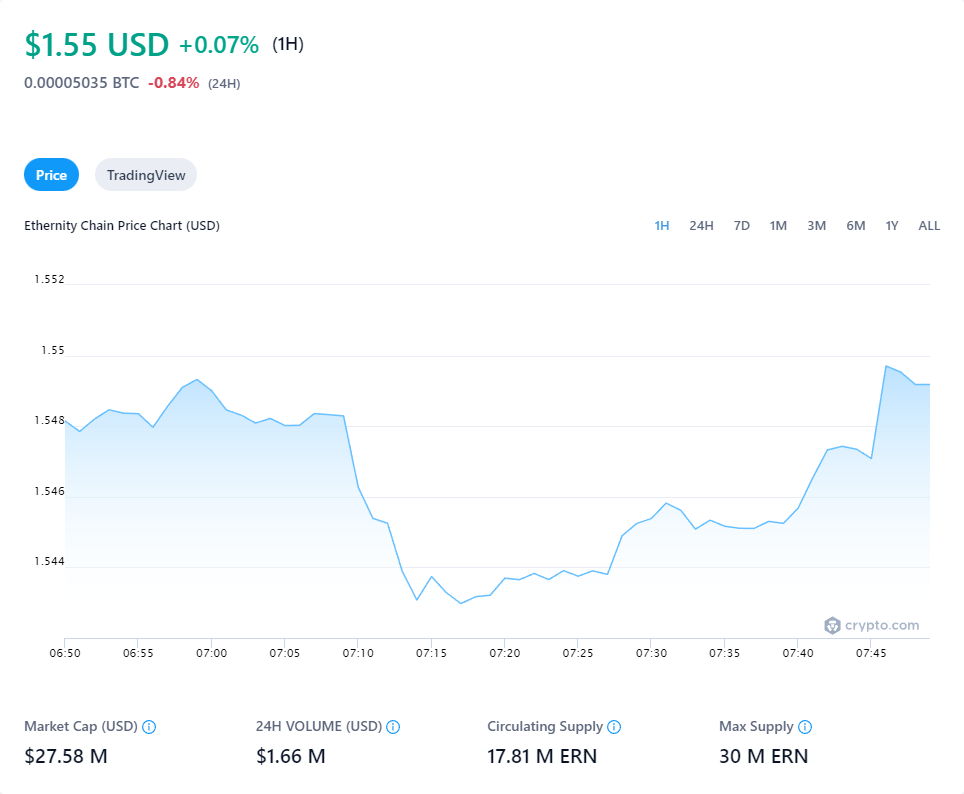 $1.55 USD +0.07% (1H)
0.00005035 BTC -0.84% (24H)
Price TradingView
Ethernity Chain Price Chart (USD) 1H 24H 7D 1M 3M 6M 1Y ALL
1.552
1.55
1.548
1.546
1.544
crypto.com
06:50 06:55 07:00 07:05 07:10 07:15 07:20 07:25 07:30 07:35 07:40 07:45
Market Cap (USD) 24H VOLUME (USD) Circulating Supply Max Supply
$27.58 M $1.66 M 17.81 M ERN 30 M ERN